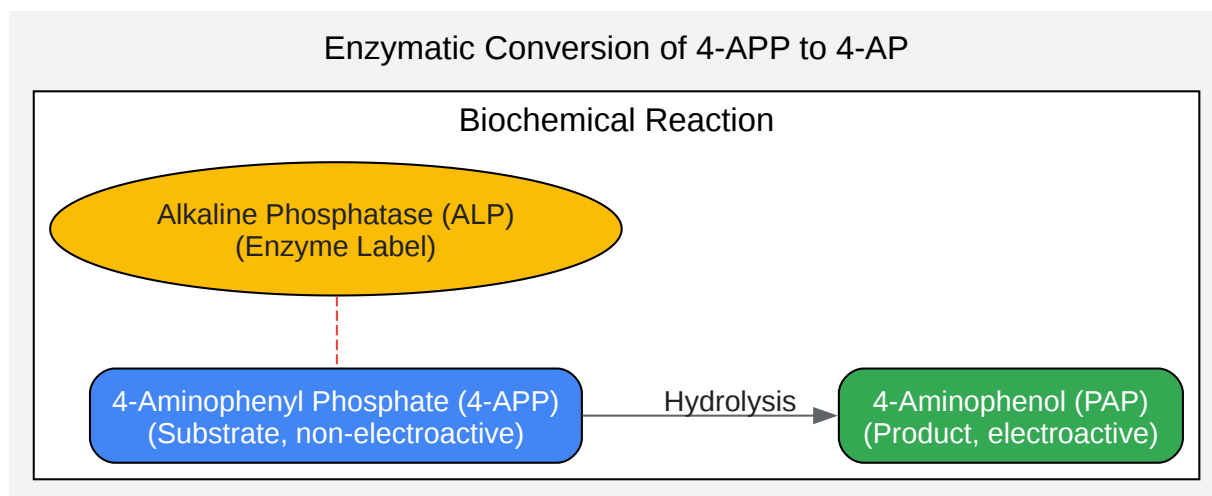 Enzymatic Conversion of 4-APP to 4-AP
Biochemical Reaction
Alkaline Phosphatase (ALP)
(Enzyme Label)
4-Aminophenyl Phosphate (4-APP)
(Substrate, non-electroactive)
Hydrolysis
4-Aminophenol (PAP)
(Product, electroactive)